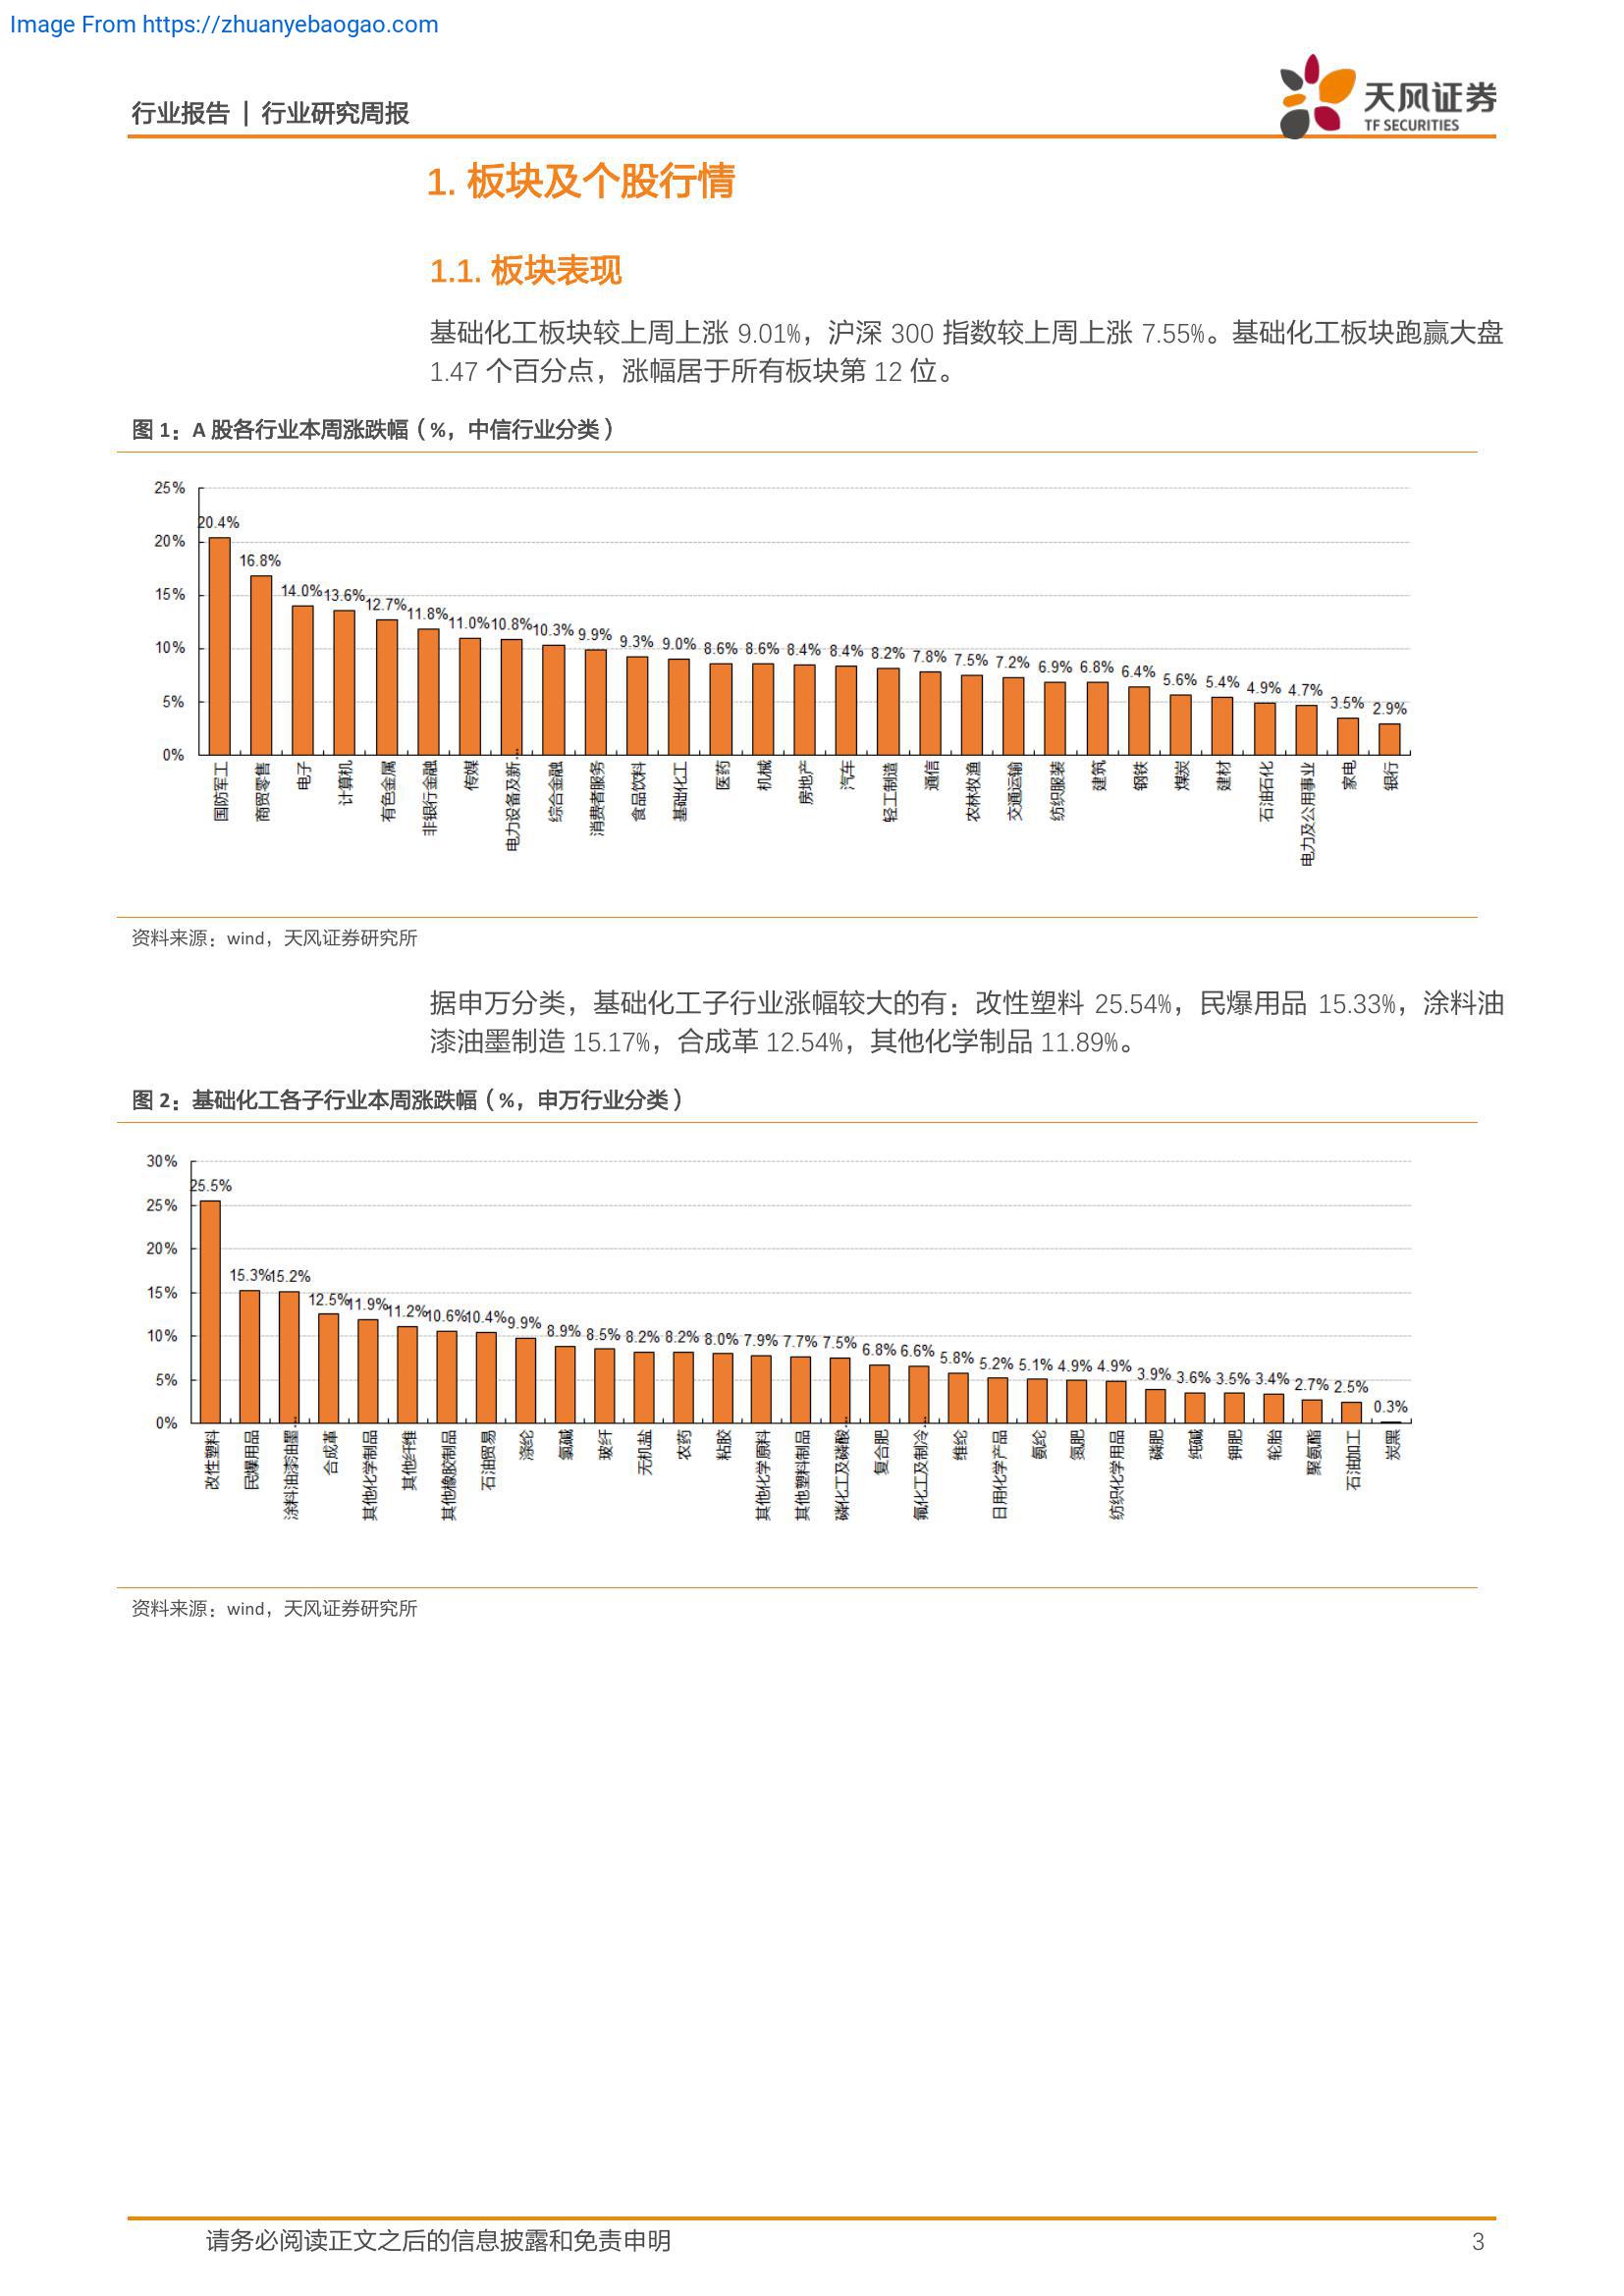 Image From https://zhuanyebaogao.com
行业报告 | 行业研究周报
天风证券
TF SECURITIES
1. 板块及个股行情
1.1. 板块表现
基础化工板块较上周上涨 9.01%，沪深 300 指数较上周上涨 7.55%。基础化工板块跑赢大盘
1.47 个百分点，涨幅居于所有板块第 12 位。
图 1：A 股各行业本周涨跌幅（%，中信行业分类）
25%
20%
15%
10%
5%
0%
20.4%
16.8%
14.0%
13.6%
12.7%
11.8%
11.0%
10.8%
10.3%
9.9%
9.3%
9.0%
8.6%
8.6%
8.4%
8.4%
8.2%
7.8%
7.5%
7.2%
6.9%
6.8%
6.4%
5.6%
5.4%
4.9%
4.7%
3.5%
2.9%
国防军工
商贸零售
电子
计算机
有色金属
非银行金融
传媒
电力设备及新...
综合金融
消费者服务
食品饮料
基础化工
医药
机械
房地产
汽车
轻工制造
通信
农林牧渔
交通运输
纺织服装
建筑
钢铁
煤炭
建材
石油石化
电力及公用事业
家电
银行
资料来源：wind，天风证券研究所
据申万分类，基础化工子行业涨幅较大的有：改性塑料 25.54%，民爆用品 15.33%，涂料油
漆油墨制造 15.17%，合成革 12.54%，其他化学制品 11.89%。
图 2：基础化工各子行业本周涨跌幅（%，申万行业分类）
30%
25%
20%
15%
10%
5%
0%
25.5%
15.3%
15.2%
12.5%
11.9%
11.2%
10.6%
10.4%
9.9%
8.9%
8.5%
8.2%
8.2%
8.0%
7.9%
7.7%
7.5%
6.8%
6.6%
5.8%
5.2%
5.1%
4.9%
4.9%
3.9%
3.6%
3.5%
3.4%
2.7%
2.5%
0.3%
改性塑料
民爆用品
涂料油漆油墨...
合成革
其他化学制品
其他纤维
其他橡胶制品
石油贸易
涤纶
氯碱
玻纤
无机盐
农药
粘胶
其他化学原料
其他塑料制品
磷化工及磷酸...
复合肥
氟化工及制冷...
维纶
日用化学产品
氨纶
氮肥
纺织化学用品
磷肥
纯碱
钾肥
轮胎
聚氨酯
石油加工
炭黑
资料来源：wind，天风证券研究所
请务必阅读正文之后的信息披露和免责申明
3